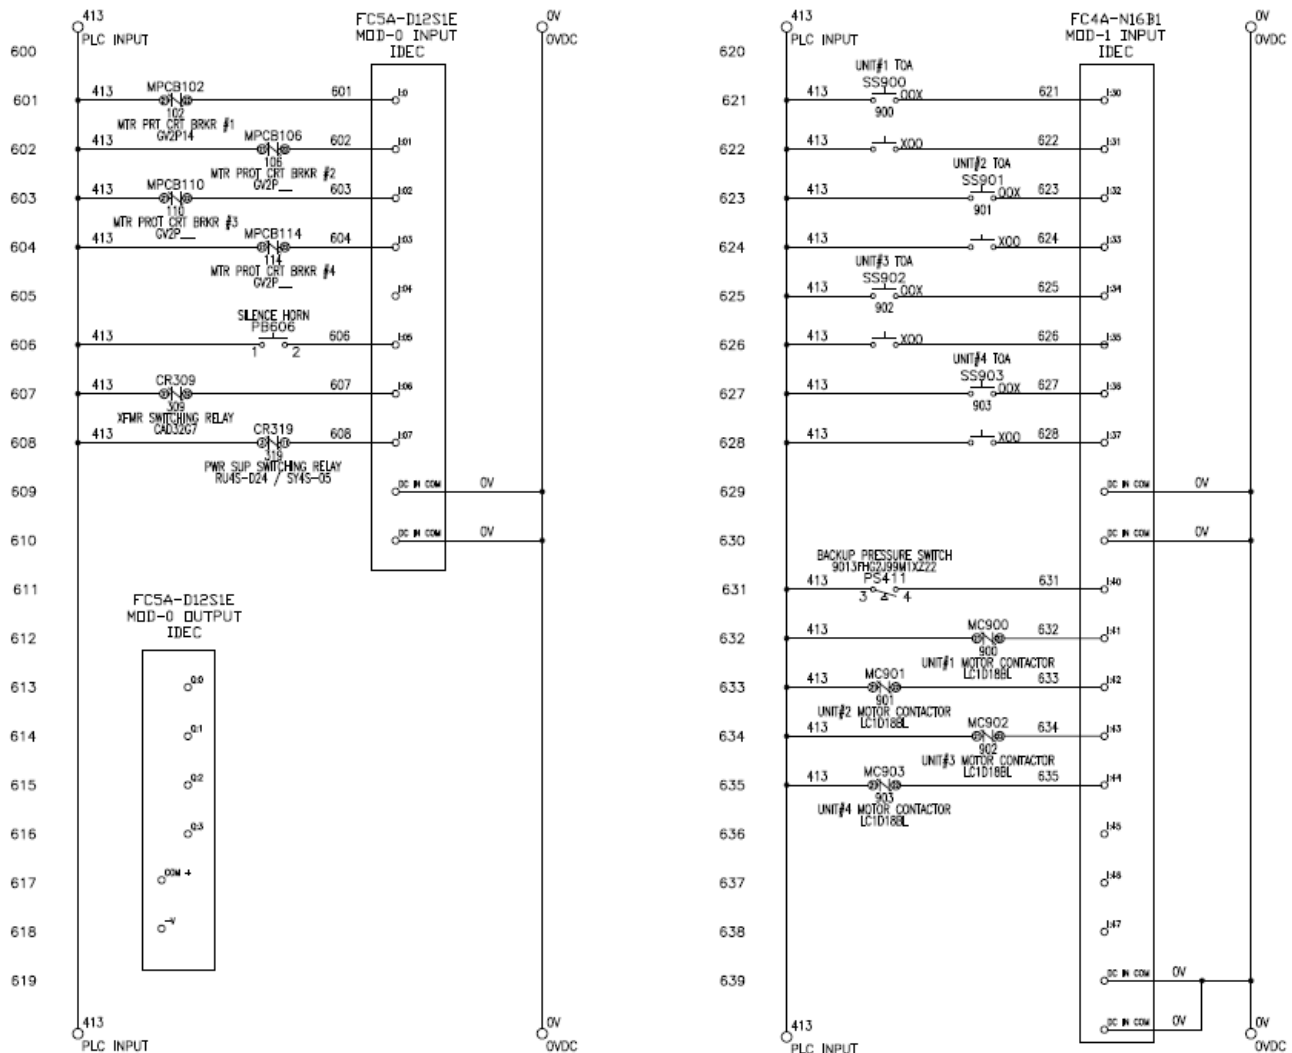 413
PLC INPUT
FC5A-D12S1E
MOD-0 INPUT
IDEC
0V
0VDC
600
601
413
MPCB102
102
601
I:0
MTR PRT CRT BRKR #1
GV2P14
602
413
MPCB106
106
602
I:01
MTR PROT CRT BRKR #2
GV2P__
603
413
MPCB110
110
603
I:02
MTR PROT CRT BRKR #3
GV2P__
604
413
MPCB114
114
604
I:03
MTR PROT CRT BRKR #4
GV2P__
605
I:04
SILENCE HORN
PB606
606
413
1 2
606
I:05
607
413
CR309
309
607
I:06
XFMR SWITCHING RELAY
CAD32G7
608
413
CR319
319
608
I:07
PWR SUP SWITCHING RELAY
RU4S-D24 / SY4S-05
609
DC IN COM
0V
610
DC IN COM
0V
611
FC5A-D12S1E
MOD-0 OUTPUT
IDEC
612
613
Q:0
614
Q:1
615
Q:2
616
Q:3
617
COM +
618
-V
619
413
PLC INPUT
0V
0VDC
413
PLC INPUT
FC4A-N16B1
MOD-1 INPUT
IDEC
0V
0VDC
620
UNIT#1 TOA
SS900
621
413
OOX
900
621
I:30
622
413
XOO
622
I:31
UNIT#2 TOA
SS901
623
413
OOX
901
623
I:32
624
413
XOO
624
I:33
UNIT#3 TOA
SS902
625
413
OOX
902
625
I:34
626
413
XOO
626
I:35
UNIT#4 TOA
SS903
627
413
OOX
903
627
I:36
628
413
XOO
628
I:37
629
DC IN COM
0V
630
DC IN COM
0V
BACKUP PRESSURE SWITCH
9013FHG2J99M1XZ22
PS411
631
413
3 4
631
I:40
632
413
MC900
900
632
I:41
UNIT#1 MOTOR CONTACTOR
LC1D18BL
633
413
MC901
901
633
I:42
UNIT#2 MOTOR CONTACTOR
LC1D18BL
634
413
MC902
902
634
I:43
UNIT#3 MOTOR CONTACTOR
LC1D18BL
635
413
MC903
903
635
I:44
UNIT#4 MOTOR CONTACTOR
LC1D18BL
636
I:45
637
I:46
638
I:47
639
DC IN COM
0V
DC IN COM
0V
413
PLC INPUT
0V
0VDC